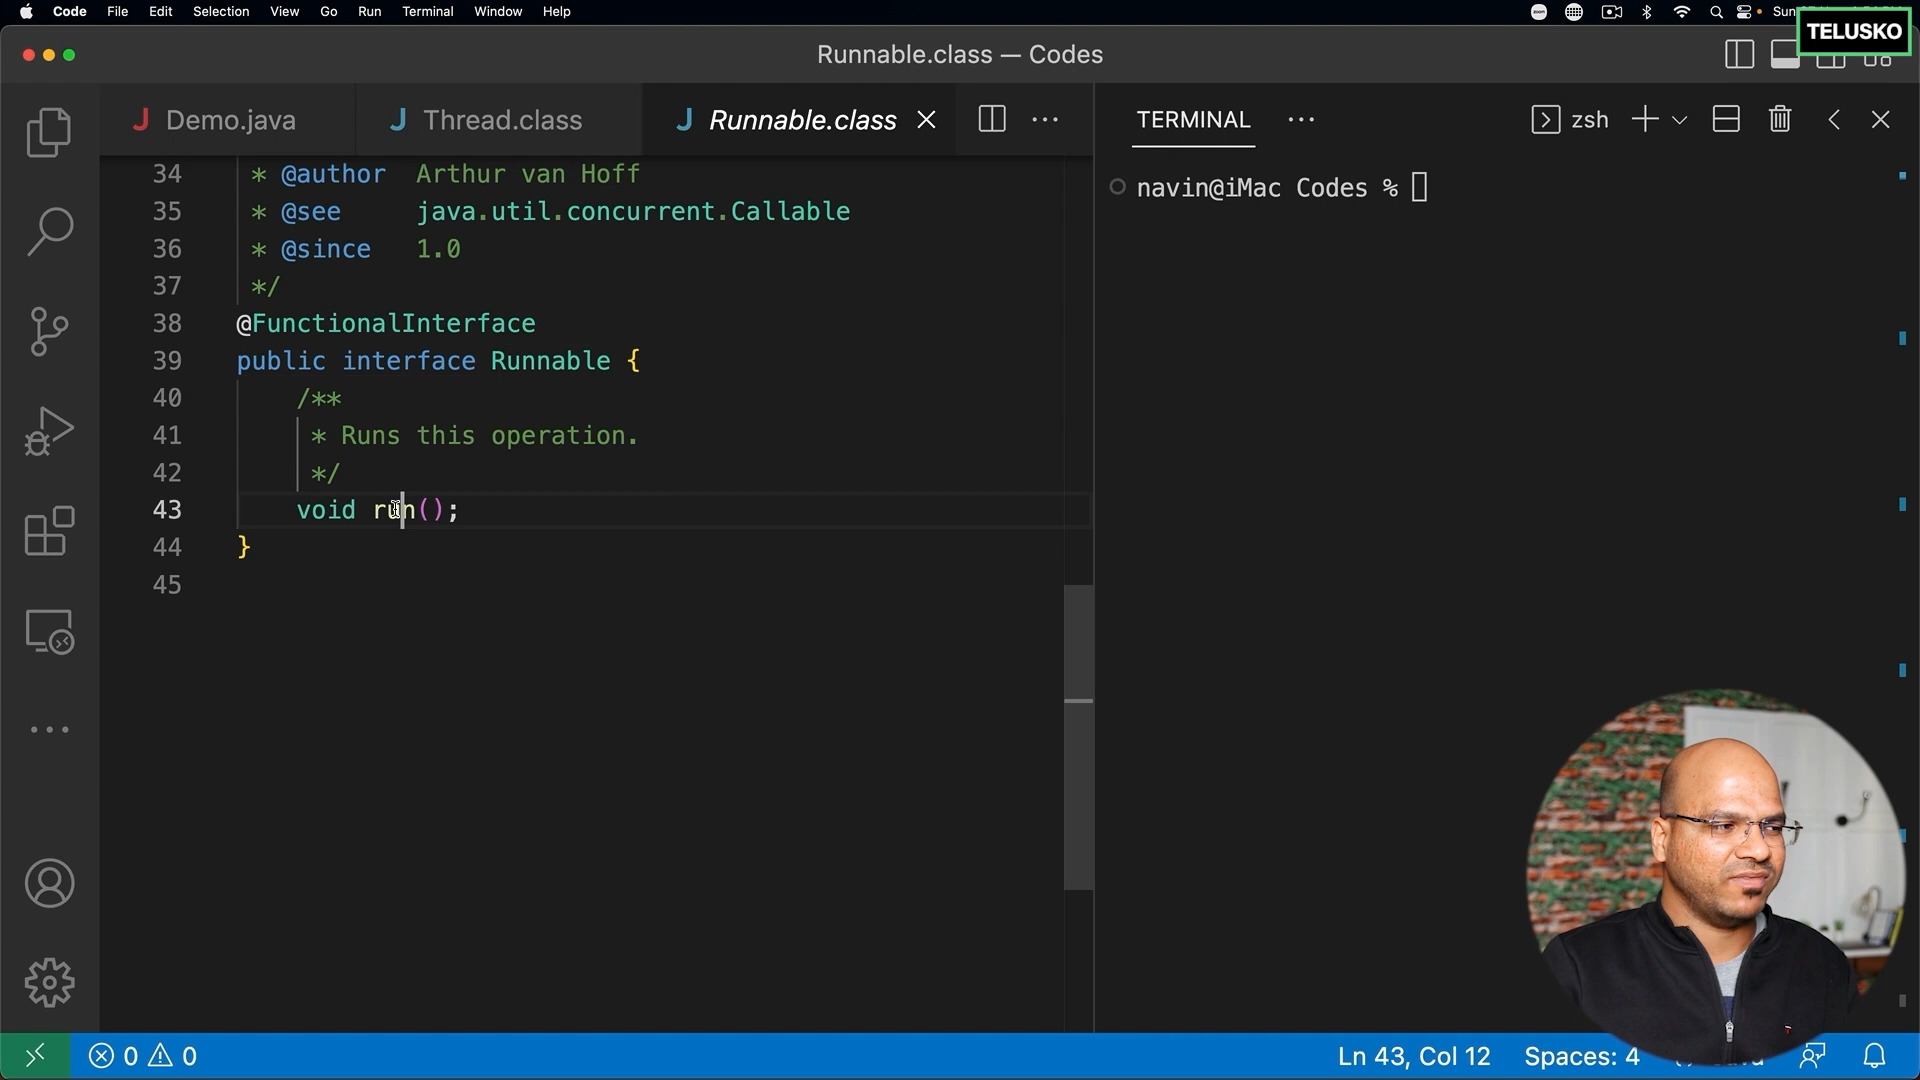 Code File Edit Selection View Go Run Terminal Window Help
Sun
TELUSKO
Runnable.class — Codes
Demo.java Thread.class Runnable.class
TERMINAL
zsh
34 * @author Arthur van Hoff
35 * @see java.util.concurrent.Callable
36 * @since 1.0
37 */
38 @FunctionalInterface
39 public interface Runnable {
40 /**
41 * Runs this operation.
42 */
43 void run();
44 }
45
navin@iMac Codes %
0 0
Ln 43, Col 12 Spaces: 4